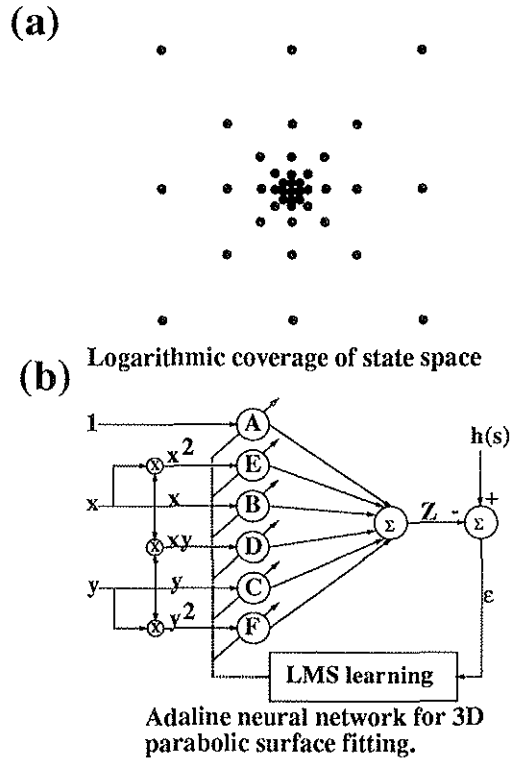 (a)
Logarithmic coverage of state space
(b)
1
A
h(s)
X
x²
E
x
x
B
+
Σ
Z
-
Σ
X
xy
D
y
y
C
ε
X
y²
F
LMS learning
Adaline neural network for 3D
parabolic surface fitting.